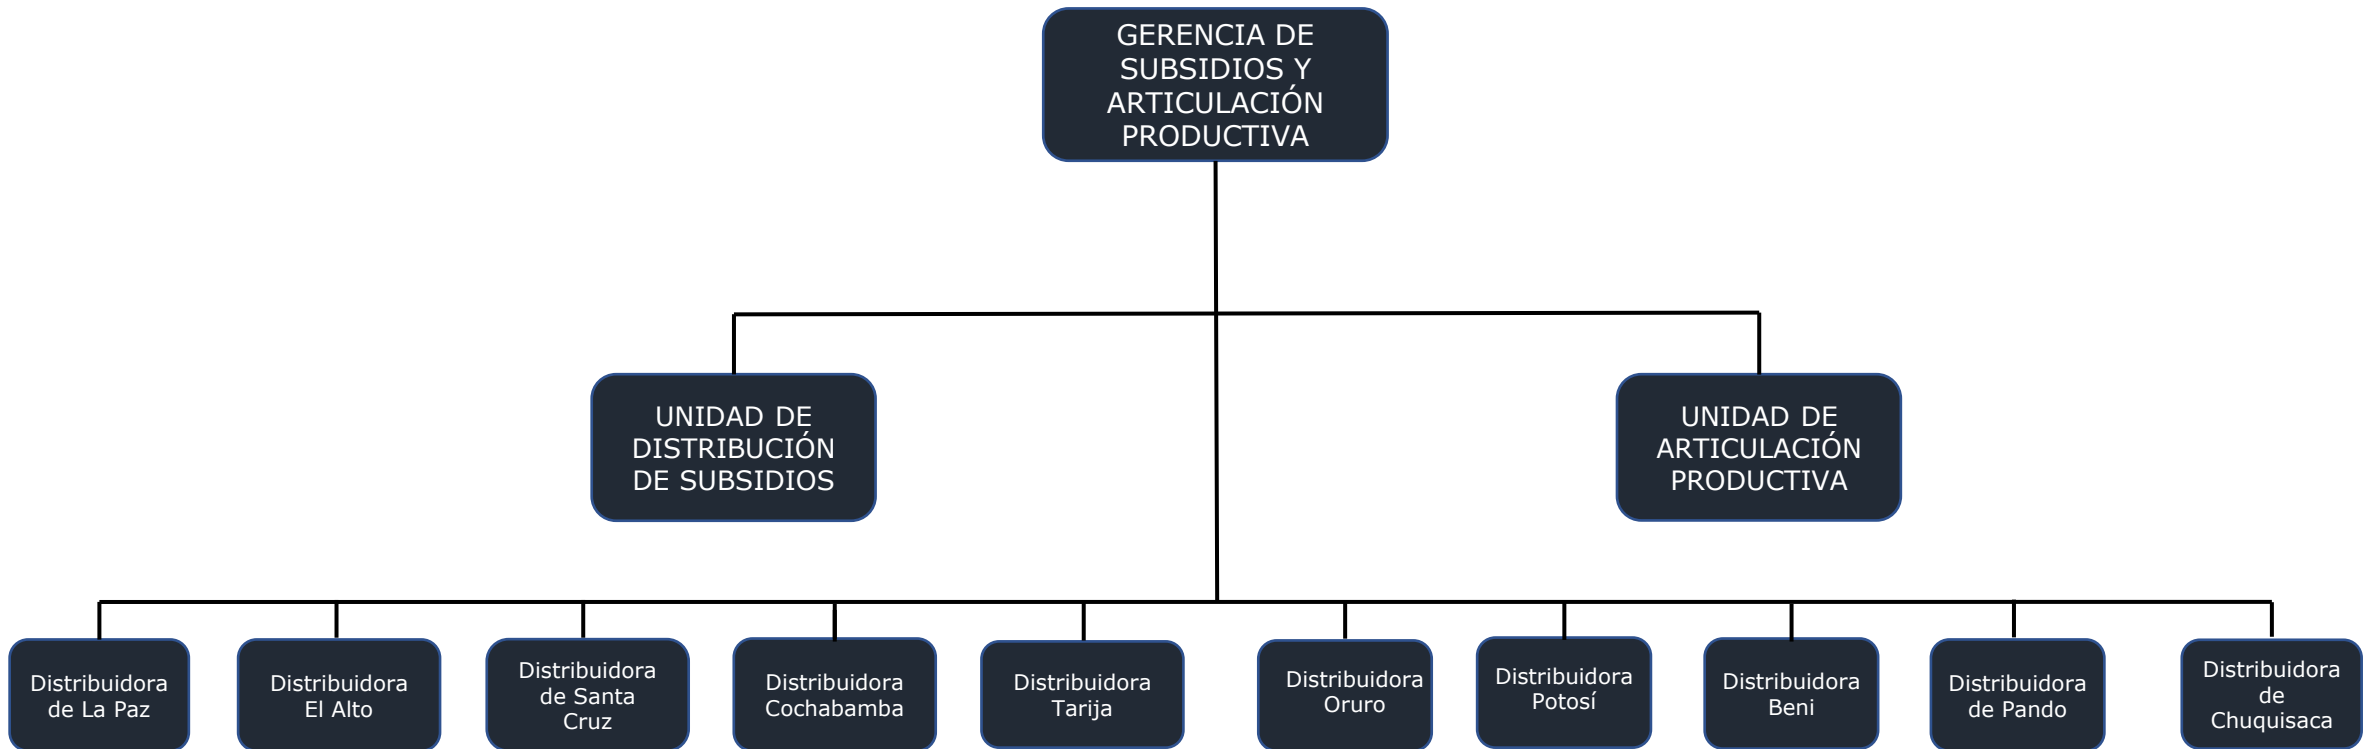 GERENCIA DE
SUBSIDIOS Y
ARTICULACIÓN
PRODUCTIVA
UNIDAD DE
DISTRIBUCIÓN
DE SUBSIDIOS
UNIDAD DE
ARTICULACIÓN
PRODUCTIVA
Distribuidora
de La Paz
Distribuidora
El Alto
Distribuidora
de Santa
Cruz
Distribuidora
Cochabamba
Distribuidora
Tarija
Distribuidora
Oruro
Distribuidora
Potosí
Distribuidora
Beni
Distribuidora
de Pando
Distribuidora
de
Chuquisaca